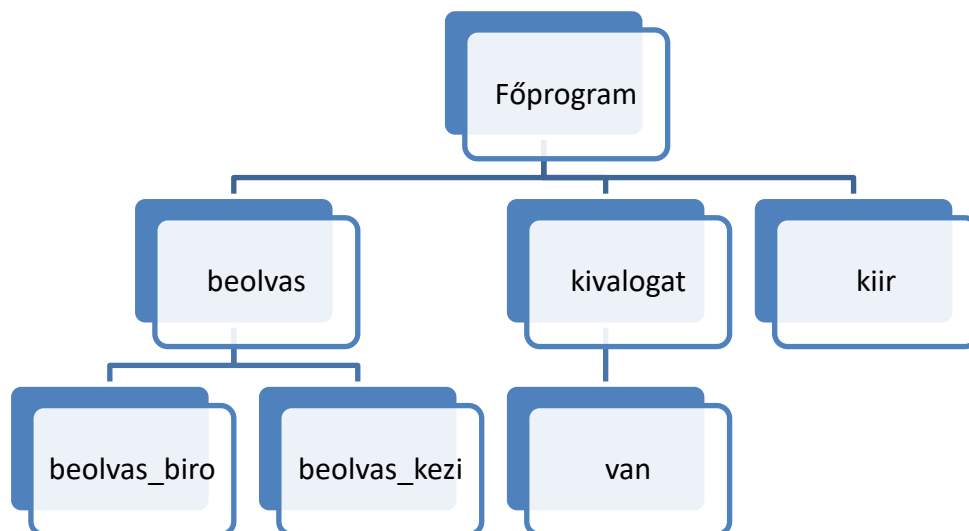 Főprogram
beolvas
kivalogat
kiir
beolvas_biro
beolvas_kezi
van